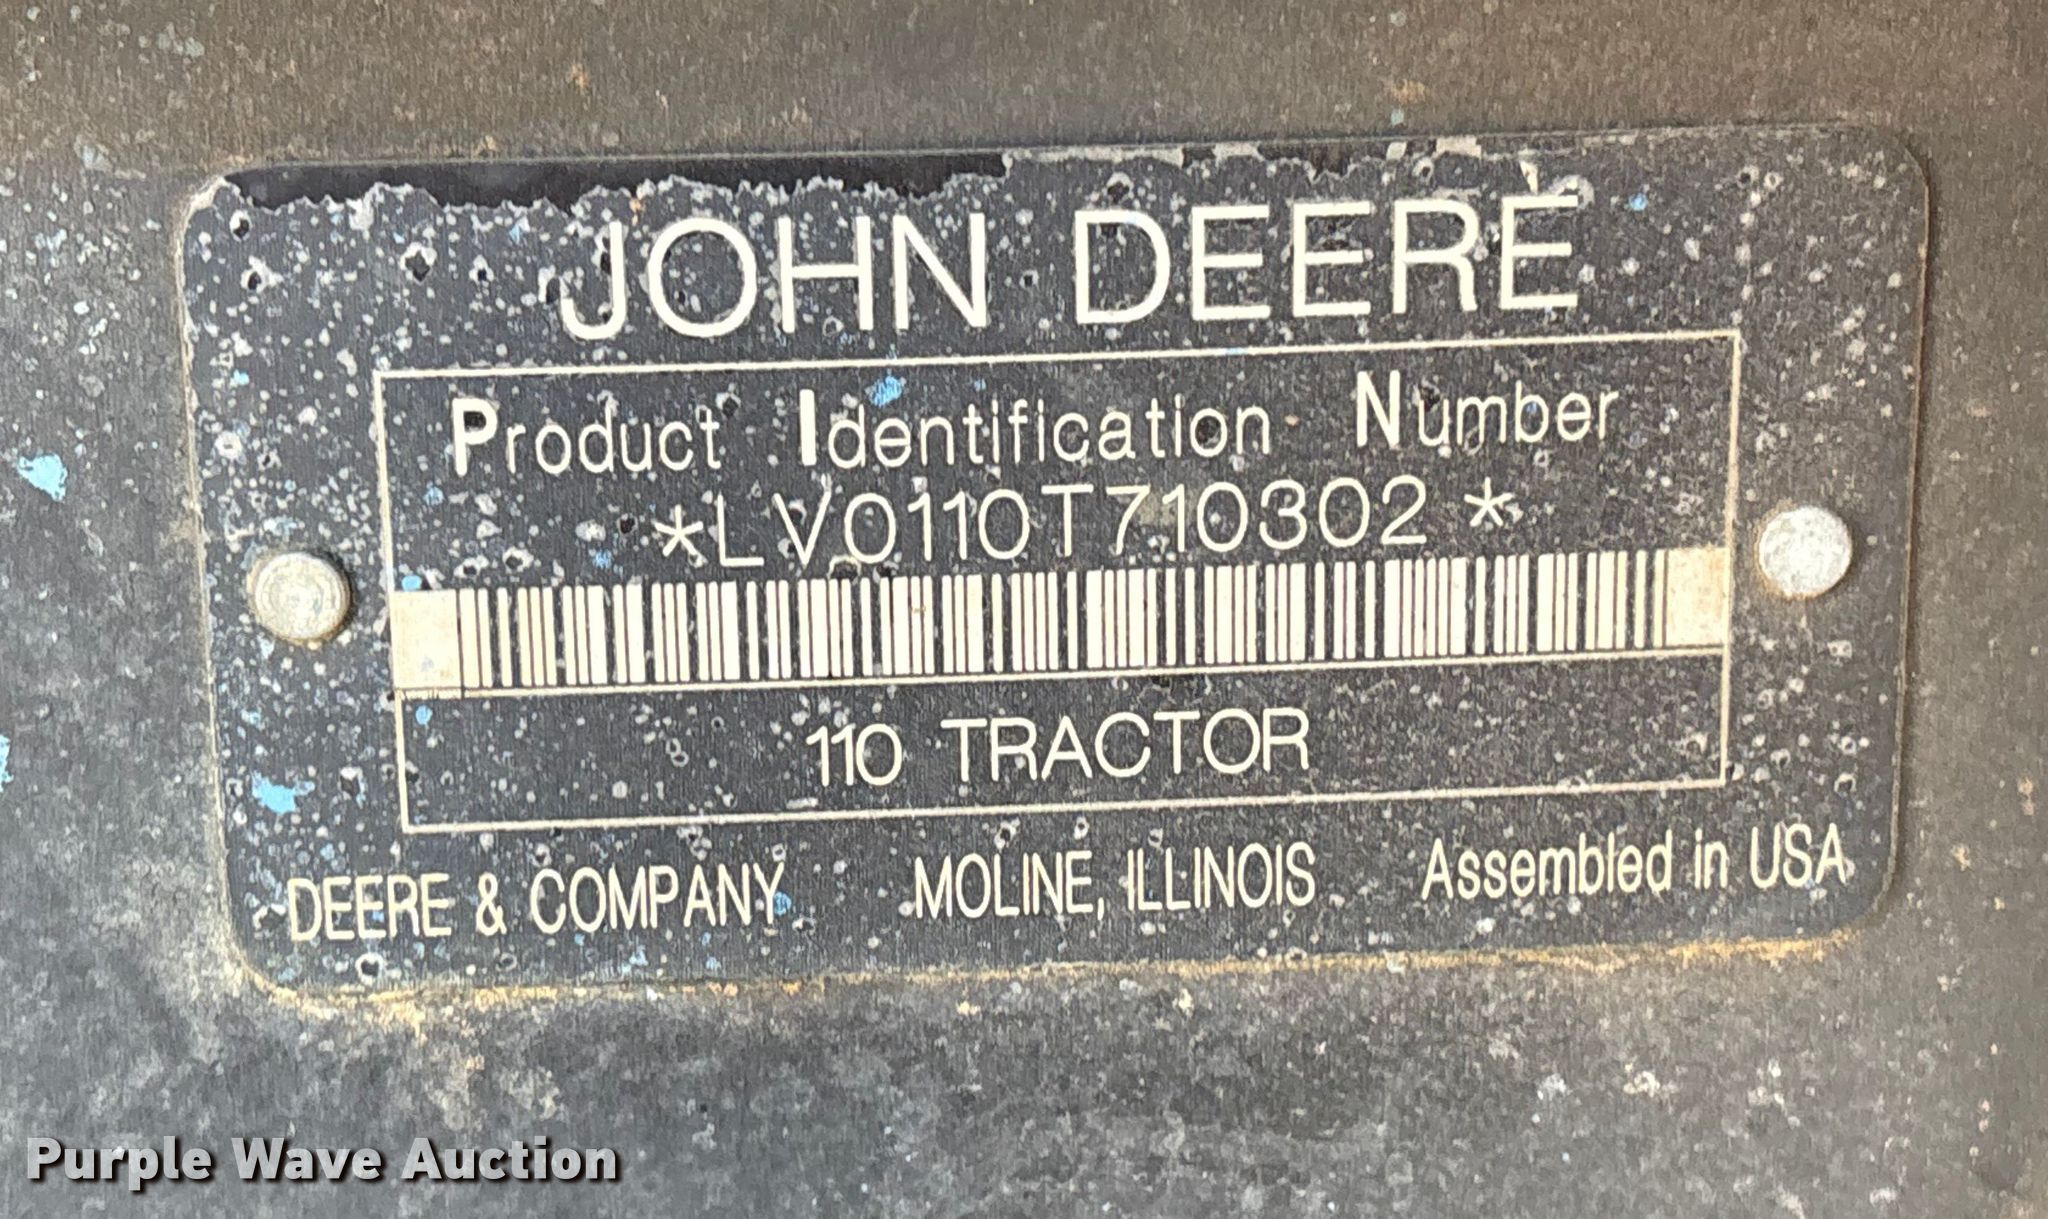 JOHN DEERE
Product Identification Number
*LV0110T710302*
110 TRACTOR
DEERE & COMPANY MOLINE, ILLINOIS Assembled in USA
Purple Wave Auction